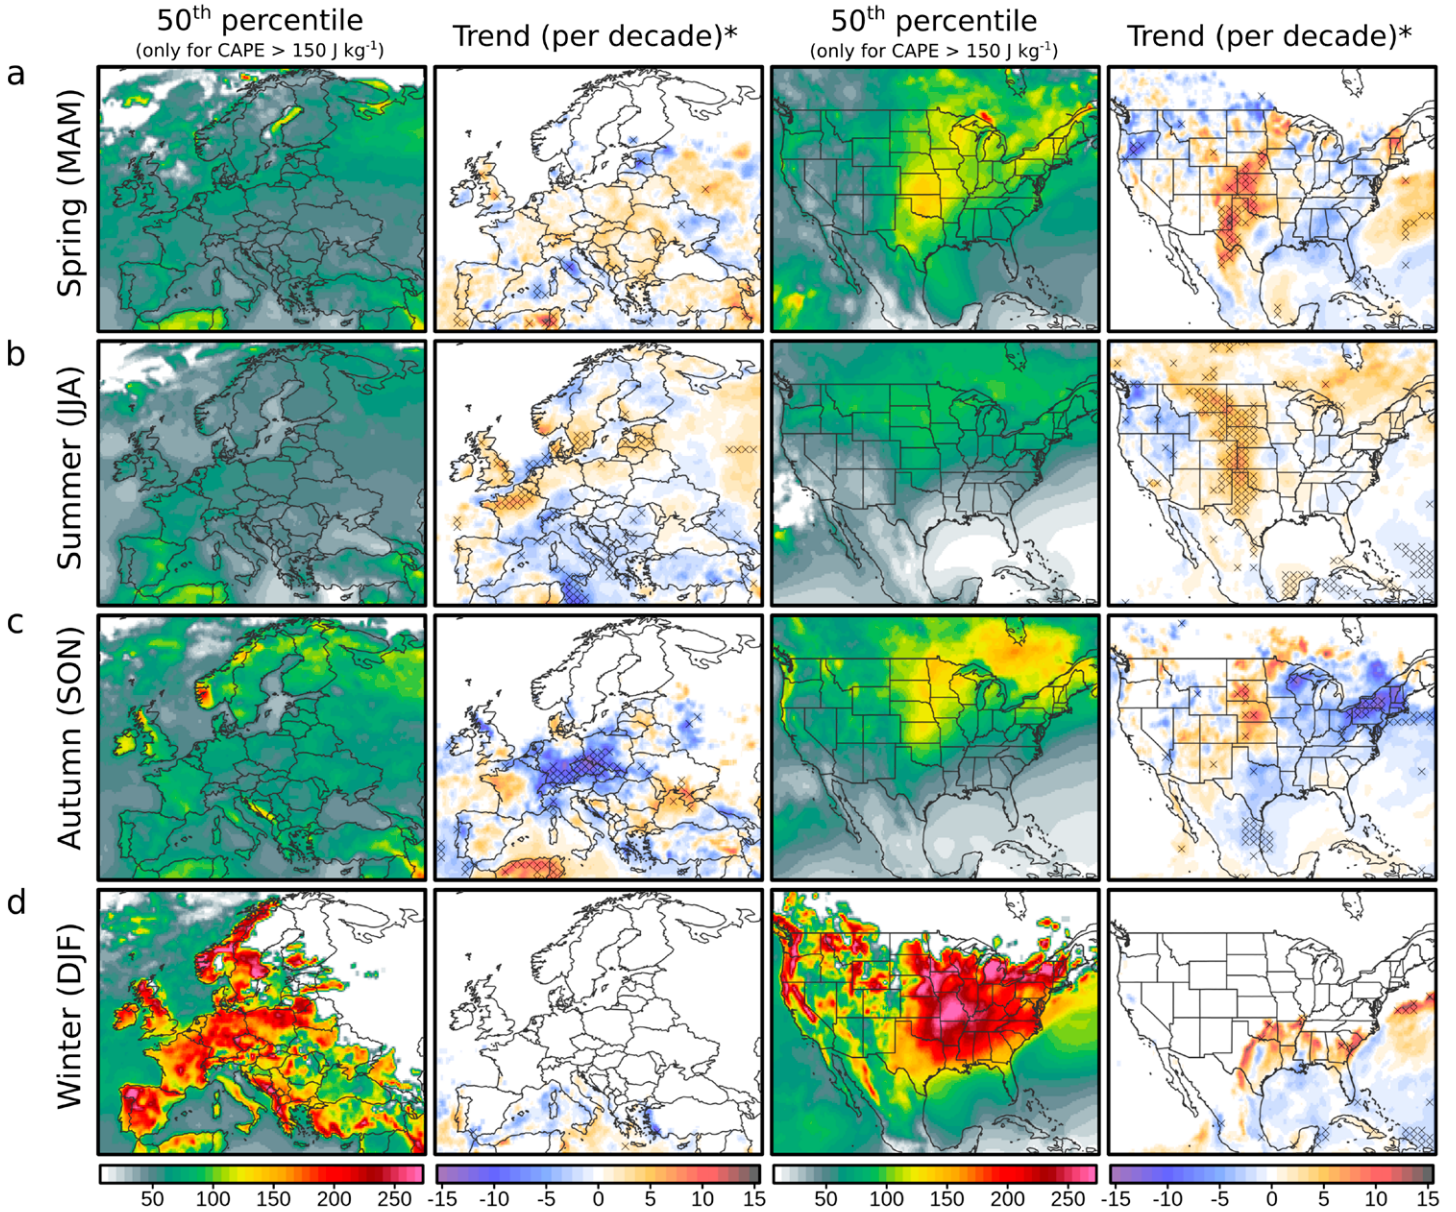 50th percentile
(only for CAPE > 150 J kg-1)
Trend (per decade)*
50th percentile
(only for CAPE > 150 J kg-1)
Trend (per decade)*
a
Spring (MAM)
b
Summer (JJA)
c
Autumn (SON)
d
Winter (DJF)
50 100 150 200 250
-15 -10 -5 0 5 10 15
50 100 150 200 250
-15 -10 -5 0 5 10 15